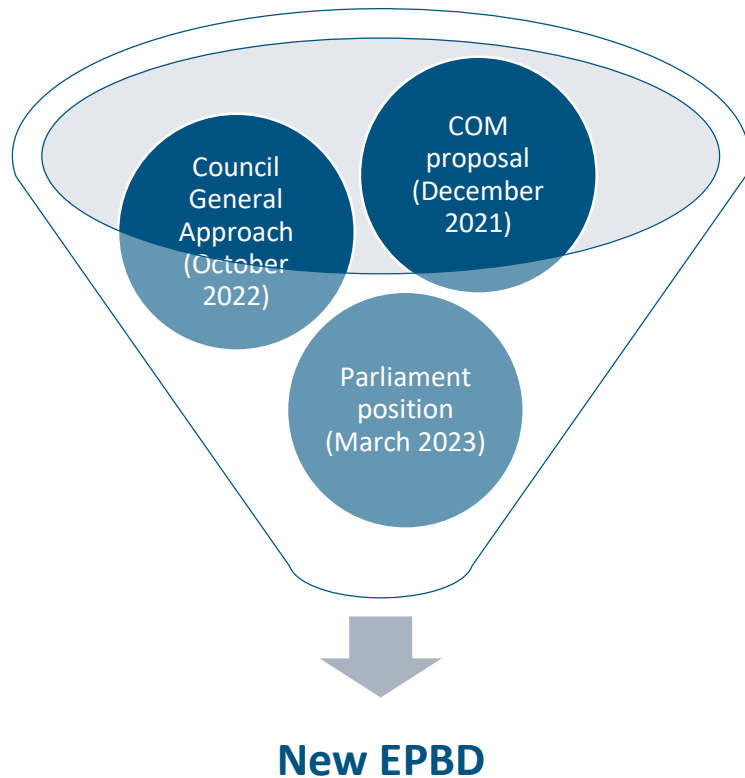 COM
proposal
(December
2021)
Council
General
Approach
(October
2022)
Parliament
position
(March 2023)
New EPBD